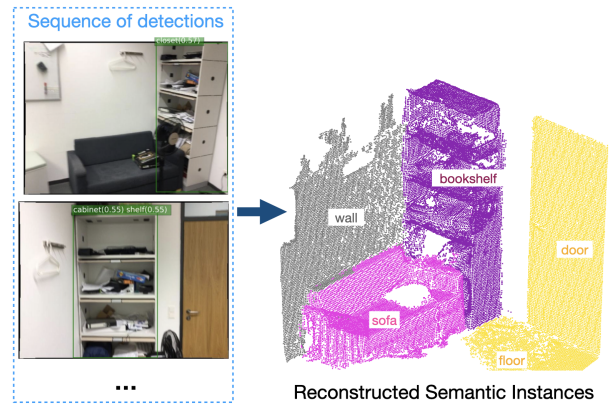 Sequence of detections
closet(0.57)
cabinet(0.55) shelf(0.55)
...
wall
bookshelf
door
sofa
floor
Reconstructed Semantic Instances